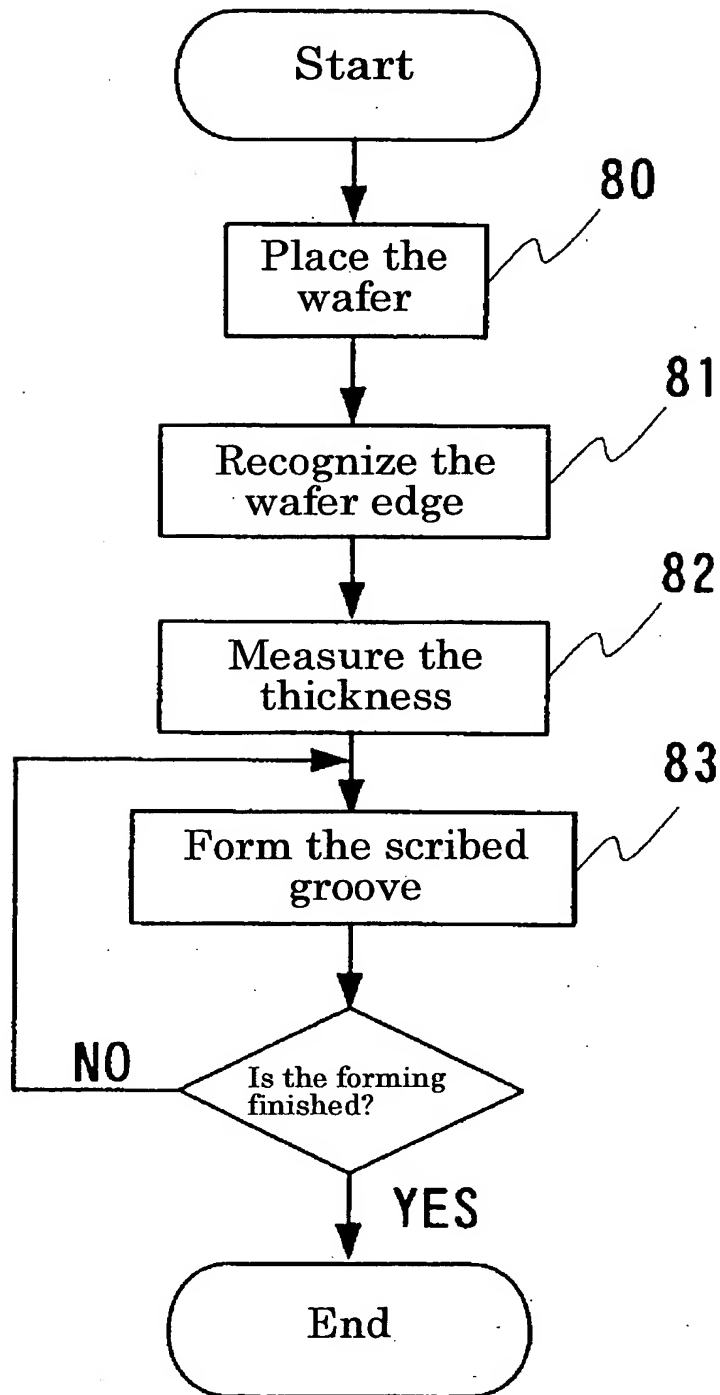 Start
80
Place the
wafer
81
Recognize the
wafer edge
82
Measure the
thickness
83
Form the scribed
groove
NO
Is the forming
finished?
YES
End